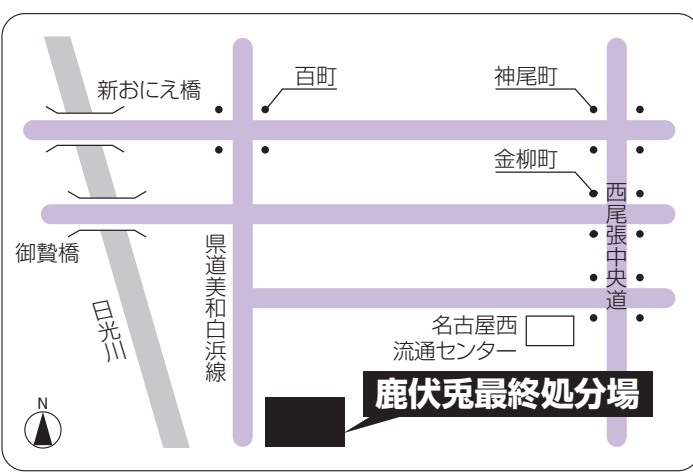 新おにえ橋
百町
神尾町
金柳町
西尾張中央道
御贄橋
県道美和白浜線
日光川
名古屋西
流通センター
鹿伏兎最終処分場
N